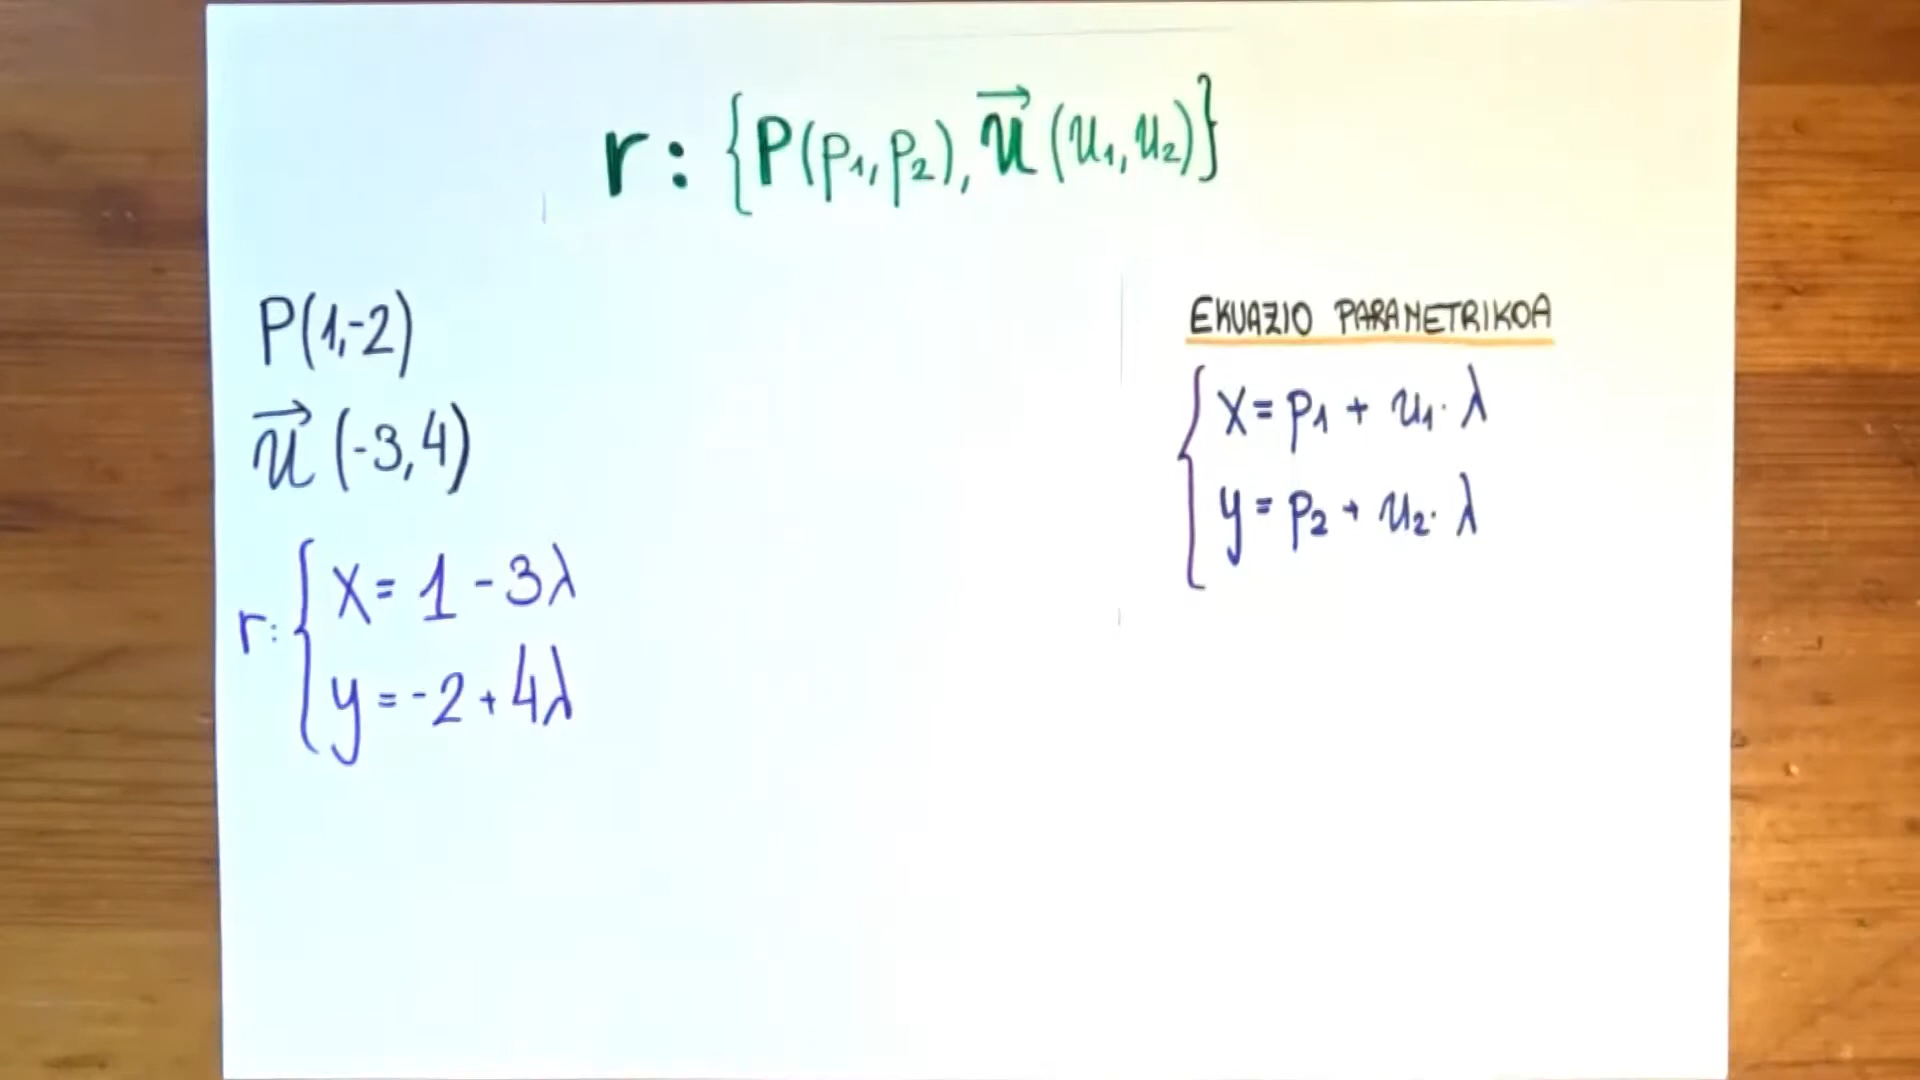 r: {P(p₁,p₂), u⃗(u₁,u₂)}
P(1,-2)
u⃗(-3,4)
r: { x= 1 - 3λ
y = -2 + 4λ
EKUAZIO PARAMETRIKOA
{ x= p₁ + u₁· λ
y = p₂ + u₂· λ